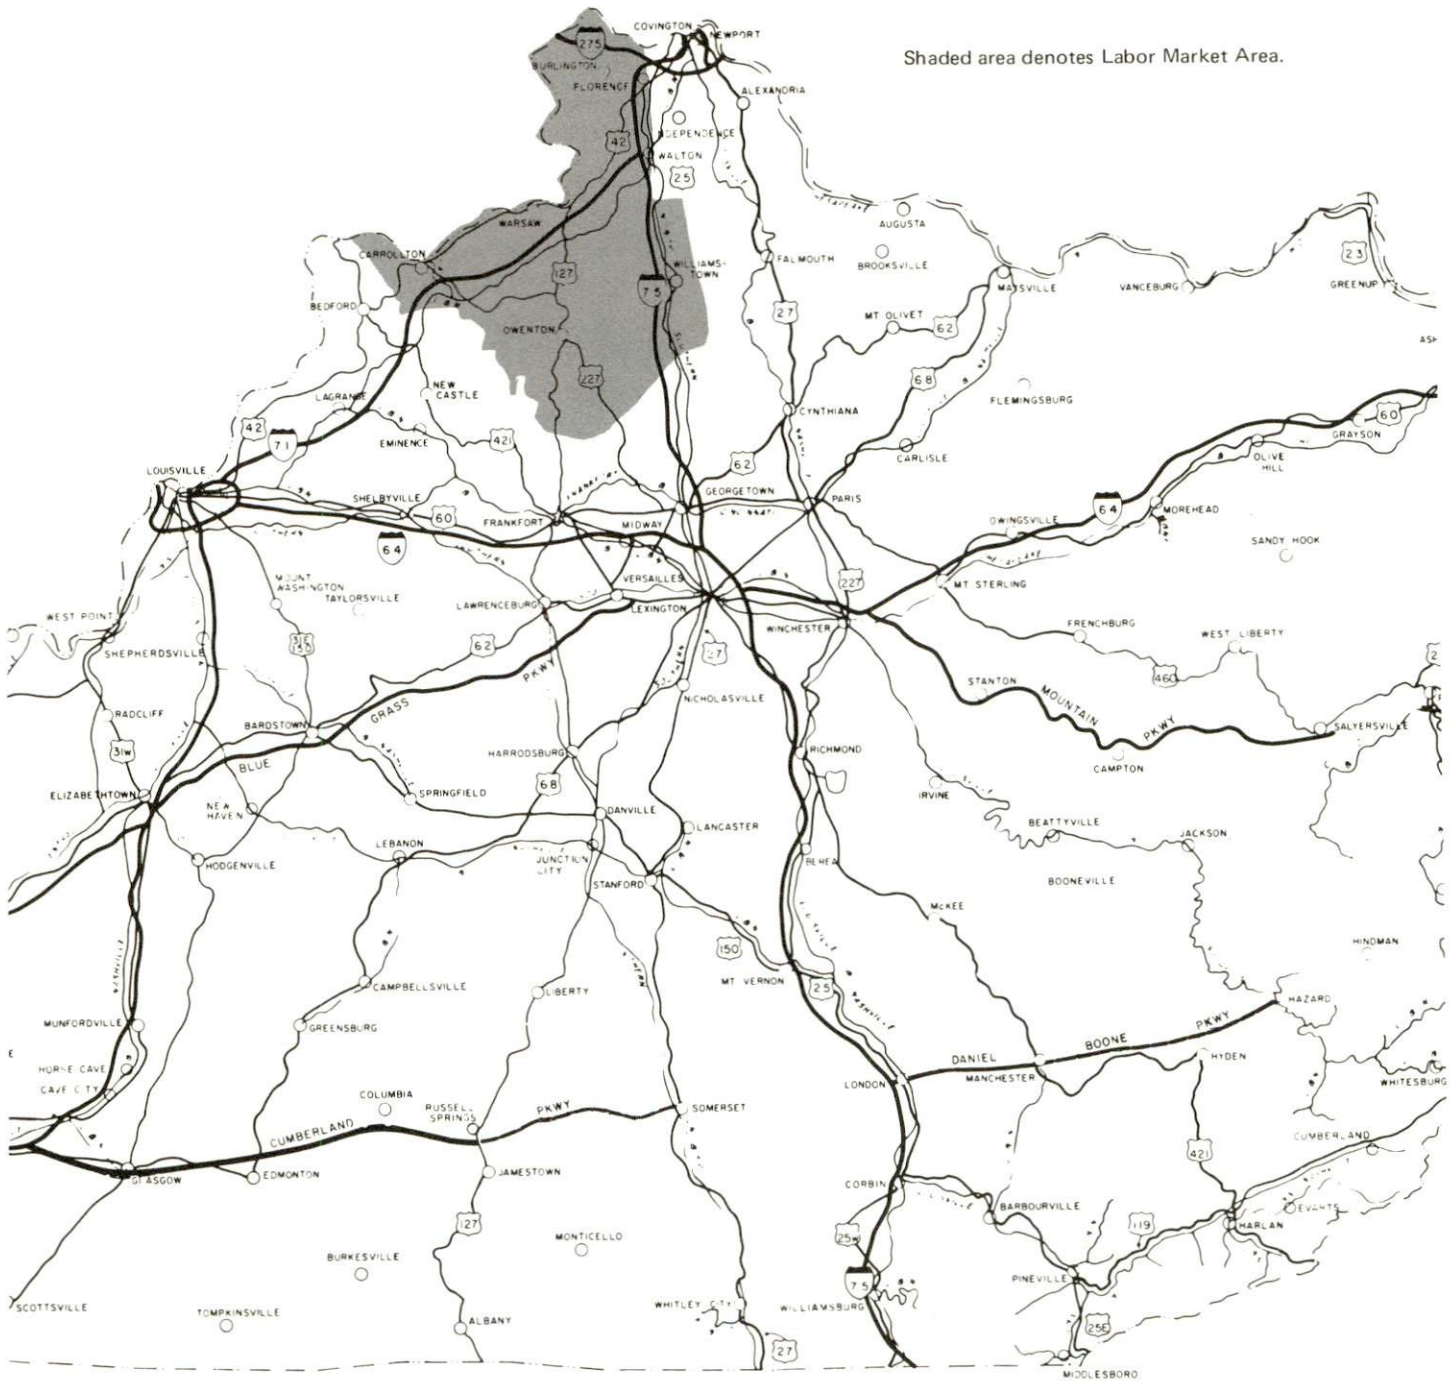 COVINGTON
NEWPORT
275
Shaded area denotes Labor Market Area.
BURLINGTON
FLORENCE
ALEXANDRIA
42
WALTON
25
AUGUSTA
WARSAW
CARROLLTON
127
WILLIAMS-
TOWN
FALMOUTH
BROOKSVILLE
23
75
MAYSVILLE
VANCEBURG
GREENUP
BEDFORD
27
MT OLIVET
62
OWENTON
227
68
NEW
CASTLE
LAGRANGE
FLEMINGSBURG
CYNTHIANA
42
71
EMINENCE
421
60
GRAYSON
CARLISLE
OLIVE
HILL
LOUISVILLE
62
SHELBYVILLE
GEORGETOWN
PARIS
60
FRANKFORT
MIDWAY
64
MOREHEAD
OWINGSVILLE
64
SANDY HOOK
MOUNT
WASHINGTON
TAYLORSVILLE
VERSAILLES
227
MT STERLING
LAWRENCEBURG
LEXINGTON
WEST POINT
WINCHESTER
FRENCHBURG
WEST LIBERTY
31E
150
62
27
SHEPHERDSVILLE
460
STANTON
PKWY
NICHOLASVILLE
MOUNTAIN
PKWY
RADCLIFF
GRASS
BARDSTOWN
SALYERSVILLE
31W
BLUE
HARRODSBURG
RICHMOND
CAMPTON
68
ELIZABETHTOWN
SPRINGFIELD
IRVINE
NEW
HAVEN
DANVILLE
LANCASTER
BEATTYVILLE
JACKSON
LEBANON
JUNCTION
CITY
HODGENVILLE
BEREA
STANFORD
BOONEVILLE
McKEE
150
HINDMAN
CAMPBELLSVILLE
LIBERTY
MT VERNON
25
HAZARD
MUNFORDVILLE
GREENSBURG
NASHVILLE
PKWY
BOONE
DANIEL
HYDEN
HORSE CAVE
MANCHESTER
LONDON
WHITESBURG
CAVE CITY
COLUMBIA
RUSSELL
SPRINGS
PKWY
SOMERSET
CUMBERLAND
CUMBERLAND
421
GLASGOW
EDMONTON
JAMESTOWN
CORBIN
BARBOURVILLE
EVARTS
127
119
HARLAN
25W
MONTICELLO
BURKESVILLE
PINEVILLE
75
SCOTTSVILLE
TOMPKINSVILLE
WHITLEY CITY
WILLIAMSBURG
ALBANY
25E
27
MIDDLESBORO